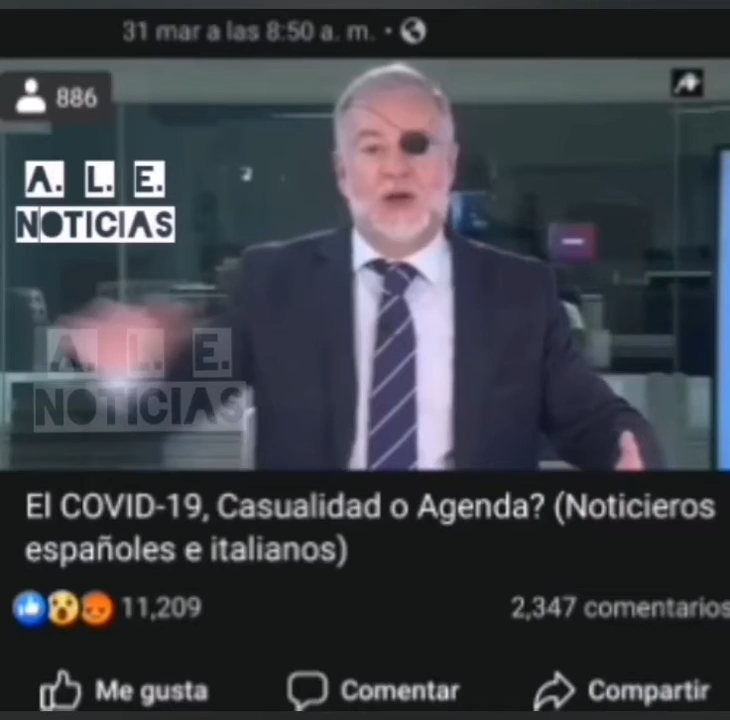 31 mar a las 8:50 a. m. •
886
A. L. E.
NOTICIAS
A. L. E.
NOTICIAS
El COVID-19, Casualidad o Agenda? (Noticieros
españoles e italianos)
11,209
2,347 comentarios
Me gusta
Comentar
Compartir